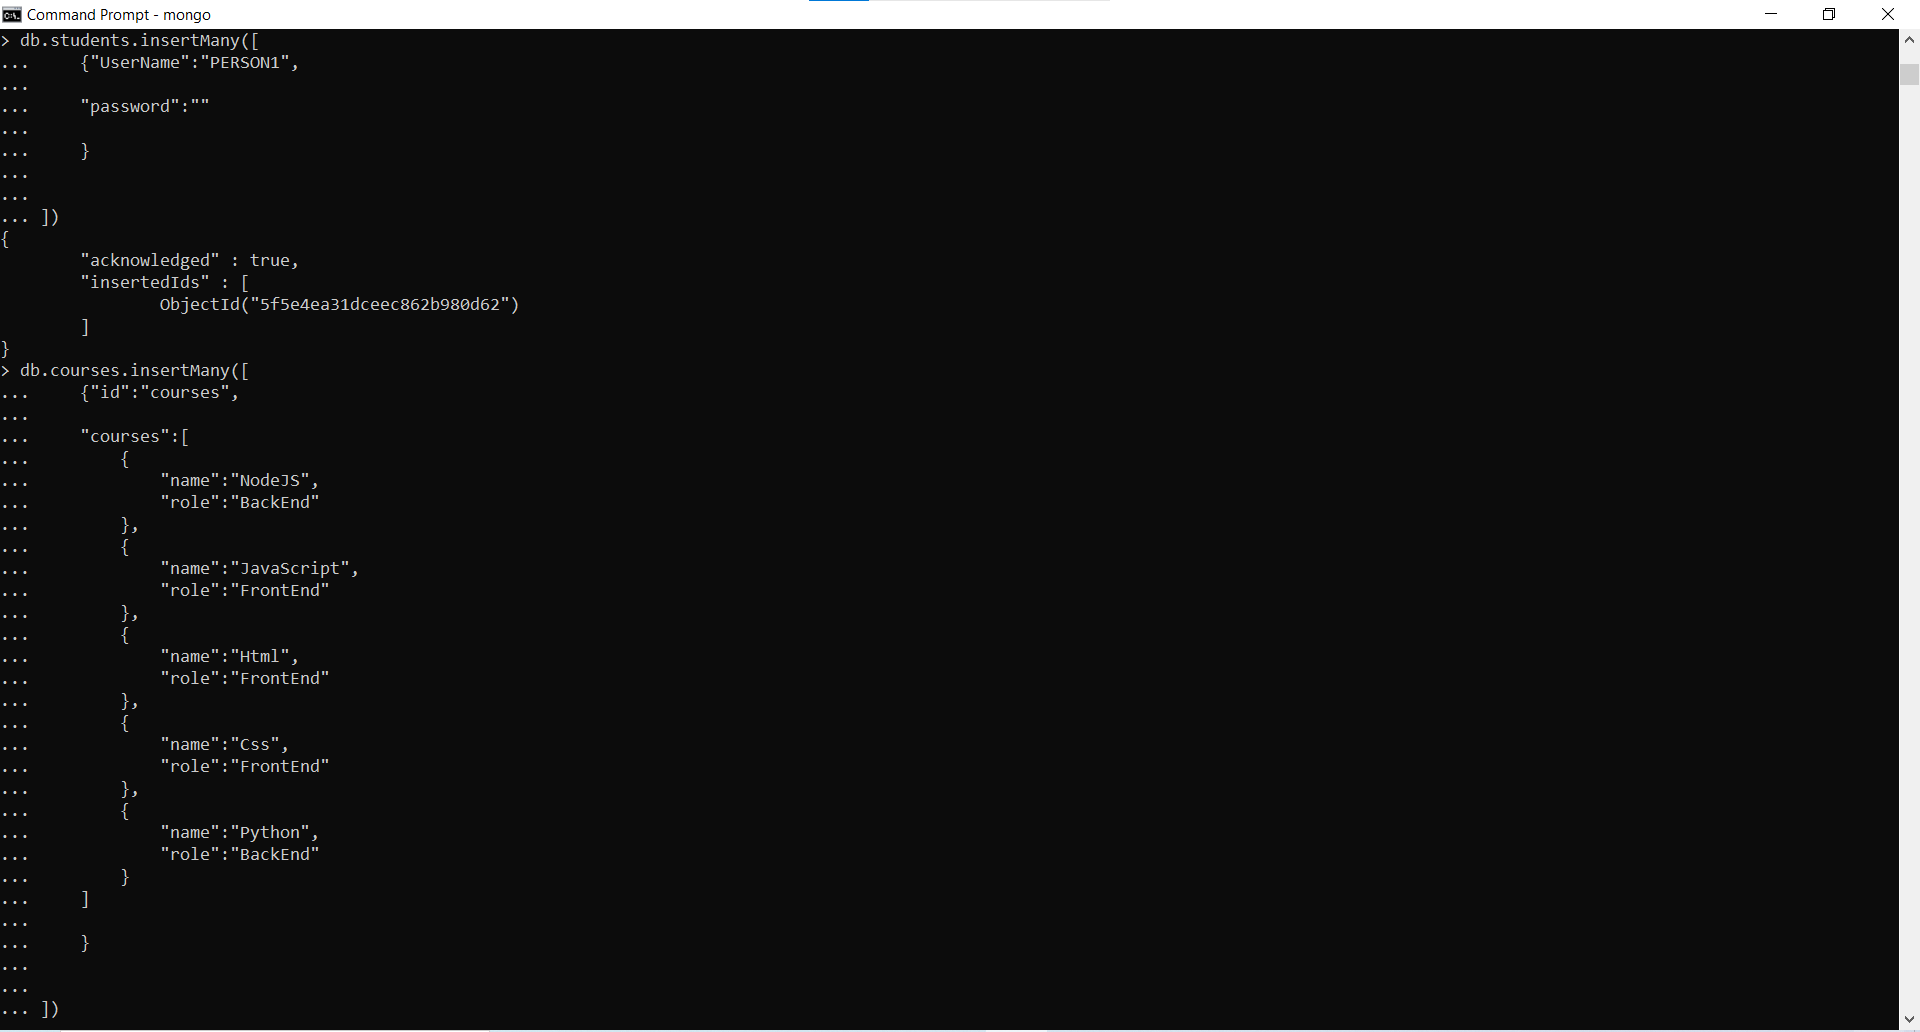 Command Prompt - mongo
> db.students.insertMany([
...     {"UserName":"PERSON1",
...
...     "password":""
...
...     }
...
...
... ])
{
        "acknowledged" : true,
        "insertedIds" : [
                ObjectId("5f5e4ea31dceec862b980d62")
        ]
}
> db.courses.insertMany([
...     {"id":"courses",
...
...     "courses":[
...         {
...             "name":"NodeJS",
...             "role":"BackEnd"
...         },
...         {
...             "name":"JavaScript",
...             "role":"FrontEnd"
...         },
...         {
...             "name":"Html",
...             "role":"FrontEnd"
...         },
...         {
...             "name":"Css",
...             "role":"FrontEnd"
...         },
...         {
...             "name":"Python",
...             "role":"BackEnd"
...         }
...     ]
...
...     }
...
...
... ])